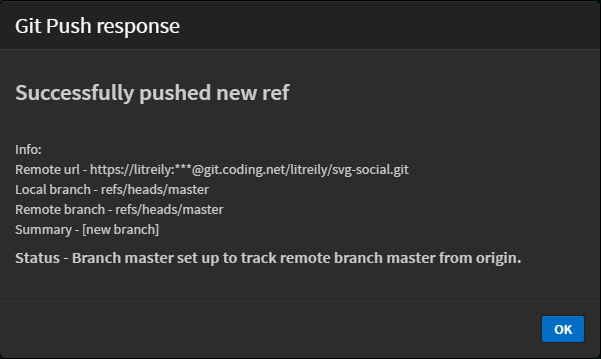 Git Push response
Successfully pushed new ref
Info:
Remote url - https://litreily:***@git.coding.net/litreily/svg-social.git
Local branch - refs/heads/master
Remote branch - refs/heads/master
Summary - [new branch]
Status - Branch master set up to track remote branch master from origin.
OK